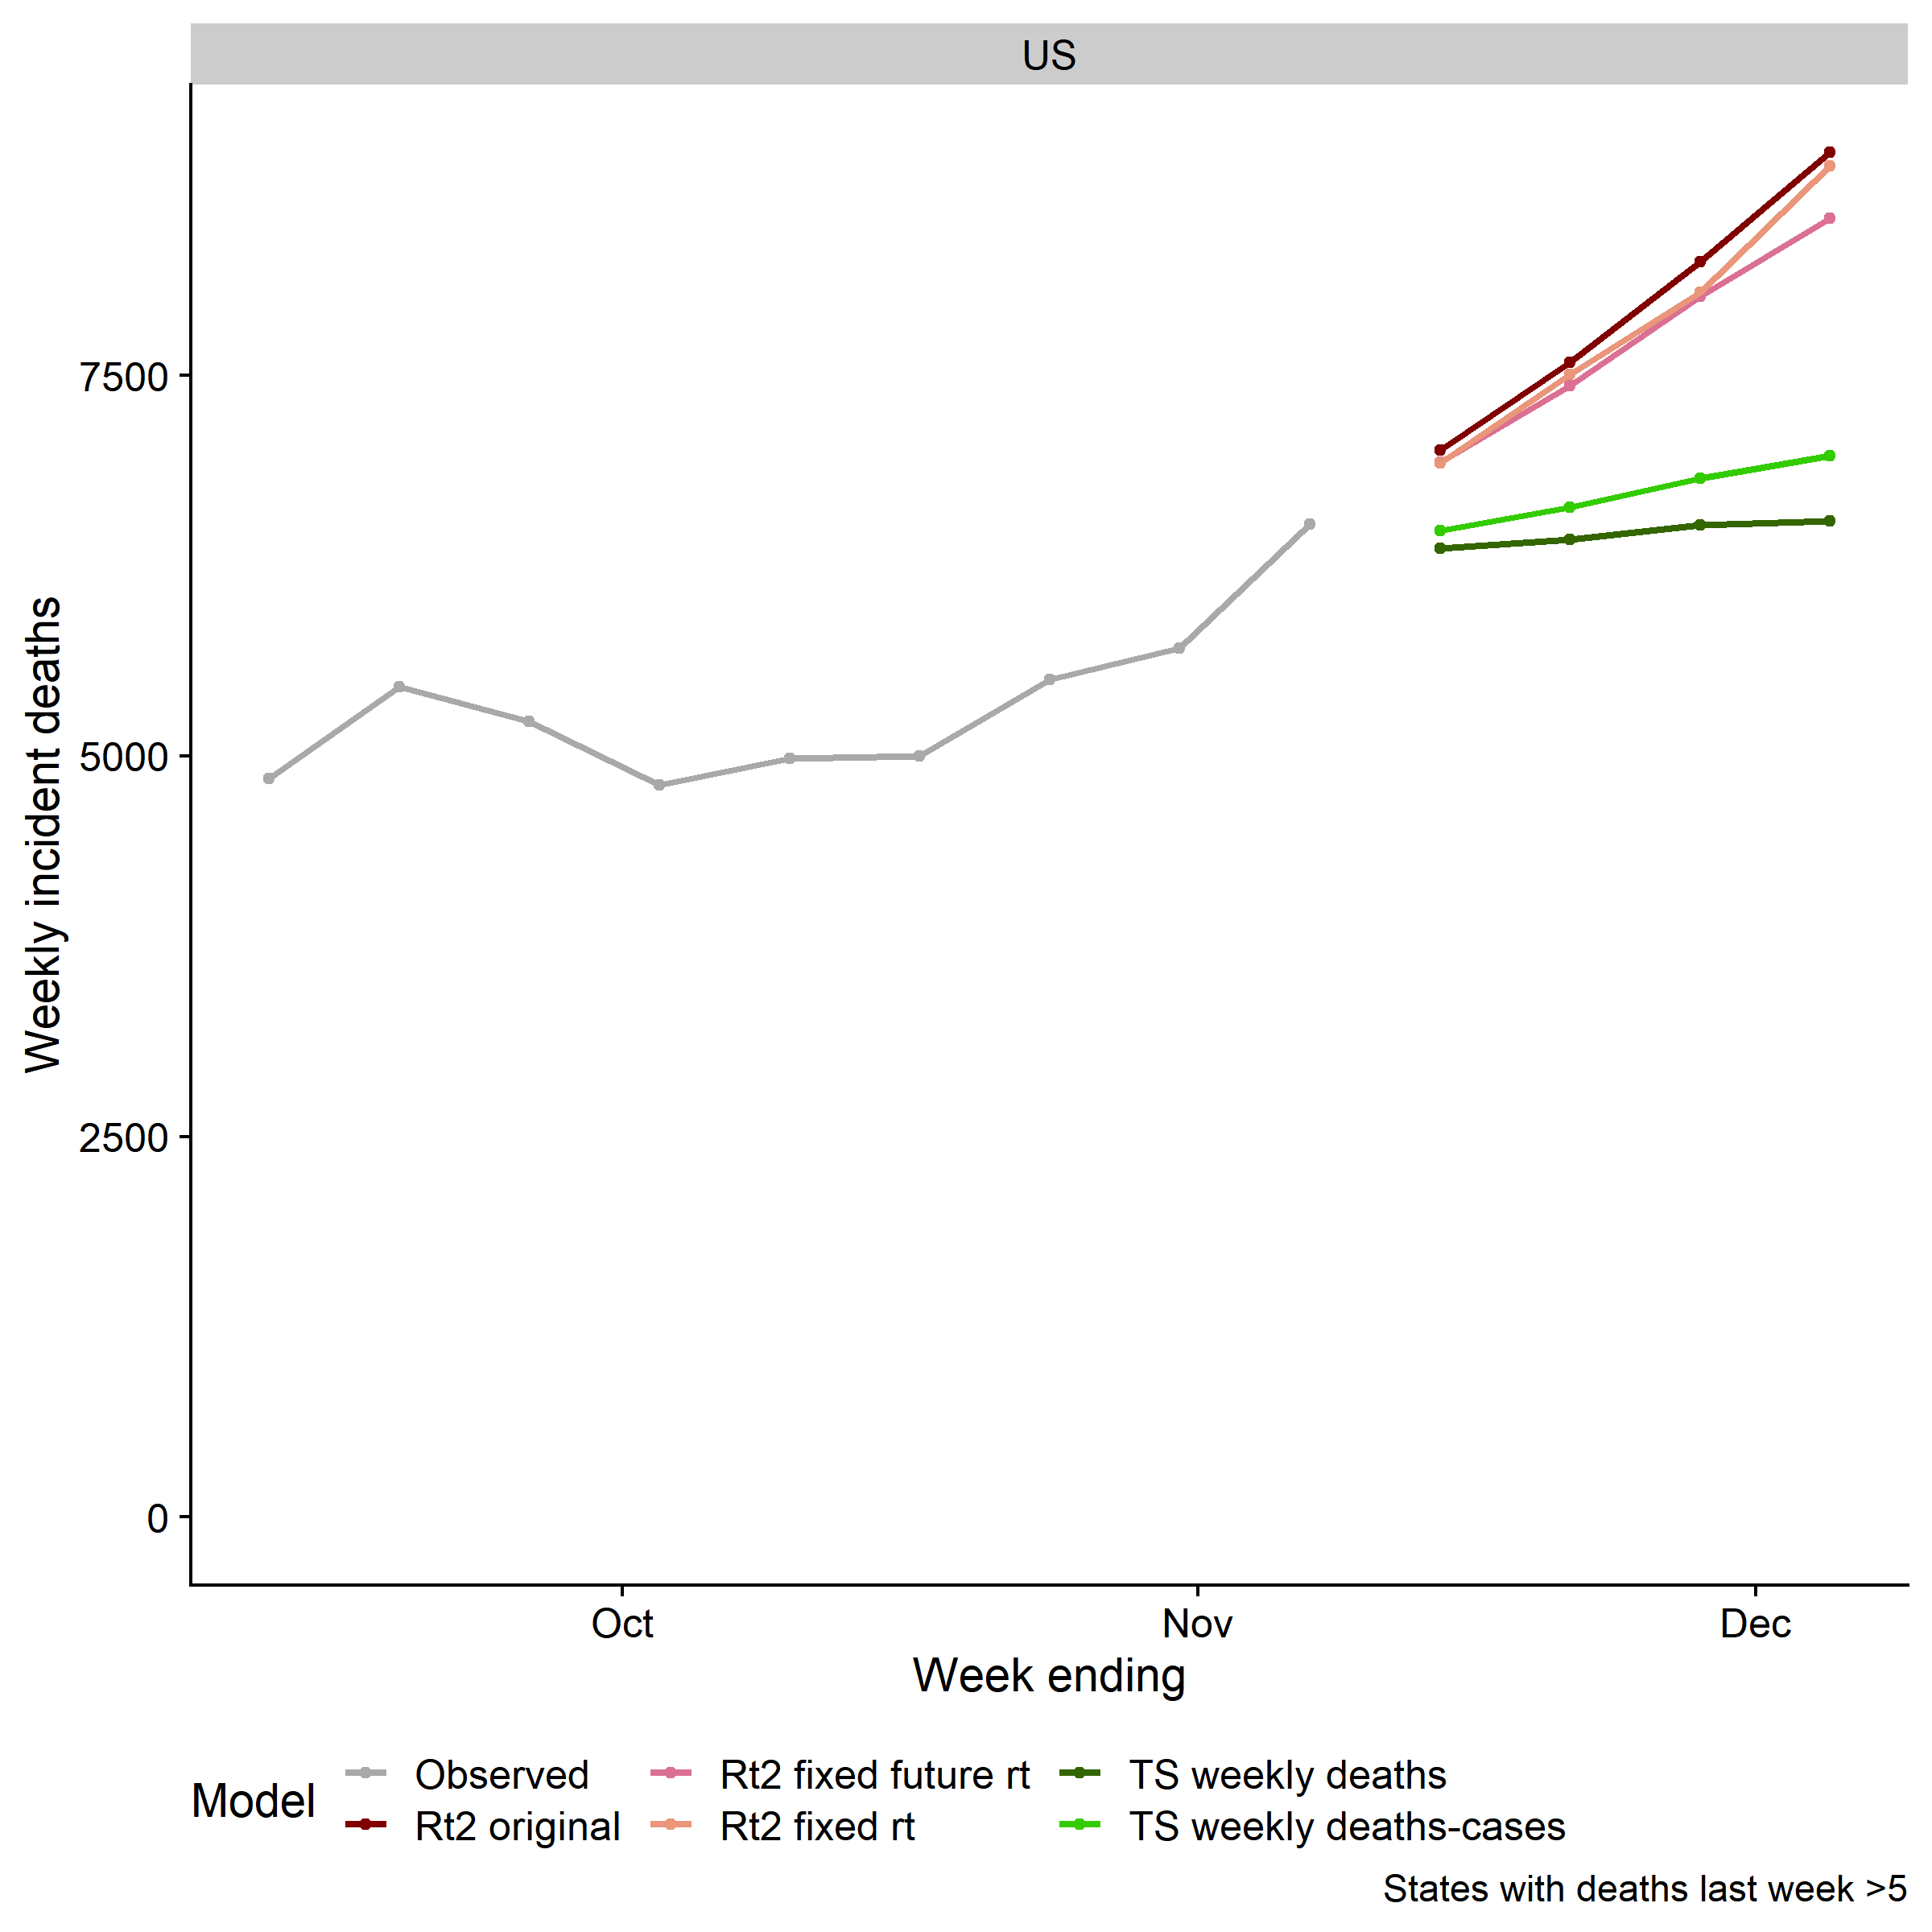 US
7500
5000
2500
0
Weekly incident deaths
Oct Nov Dec
Week ending
Model
Observed Rt2 fixed future rt TS weekly deaths
Rt2 original Rt2 fixed rt TS weekly deaths-cases
States with deaths last week >5